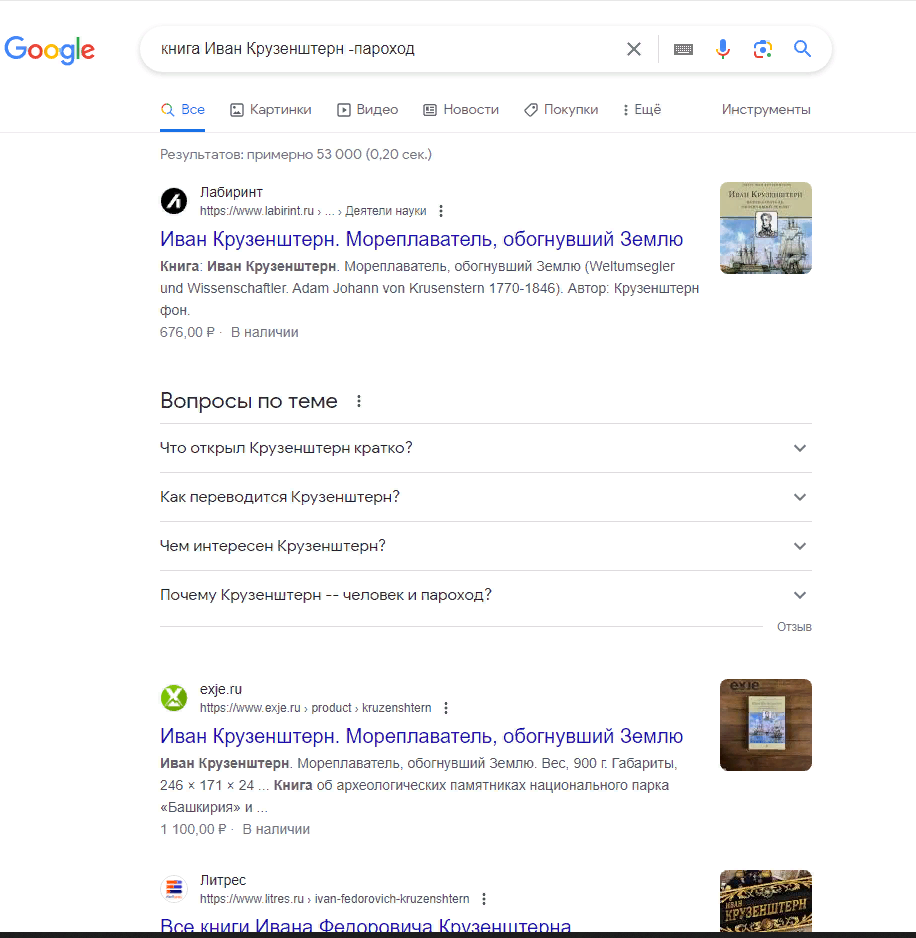 Google
книга Иван Крузенштерн -пароход
Все
Картинки
Видео
Новости
Покупки
Ещё
Инструменты
Результатов: примерно 53 000 (0,20 сек.)
Лабиринт
https://www.labirint.ru › ... › Деятели науки
Иван Крузенштерн. Мореплаватель, обогнувший Землю
Книга: Иван Крузенштерн. Мореплаватель, обогнувший Землю (Weltumsegler
und Wissenschaftler. Adam Johann von Krusenstern 1770-1846). Автор: Крузенштерн
фон.
676,00 ₽ · В наличии
ИВАН КРУЗЕНШТЕРН
Вопросы по теме
Что открыл Крузенштерн кратко?
Как переводится Крузенштерн?
Чем интересен Крузенштерн?
Почему Крузенштерн -- человек и пароход?
Отзыв
exje.ru
https://www.exje.ru › product › kruzenshtern
Иван Крузенштерн. Мореплаватель, обогнувший Землю
Иван Крузенштерн. Мореплаватель, обогнувший Землю. Вес, 900 г. Габариты,
246 × 171 × 24 ... Книга об археологических памятниках национального парка
«Башкирия» и ...
1 100,00 ₽ · В наличии
exje
Литрес
https://www.litres.ru › ivan-fedorovich-kruzenshtern
Все книги Ивана Федоровича Крузенштерна
ИВАН
КРУЗЕНШТЕРН